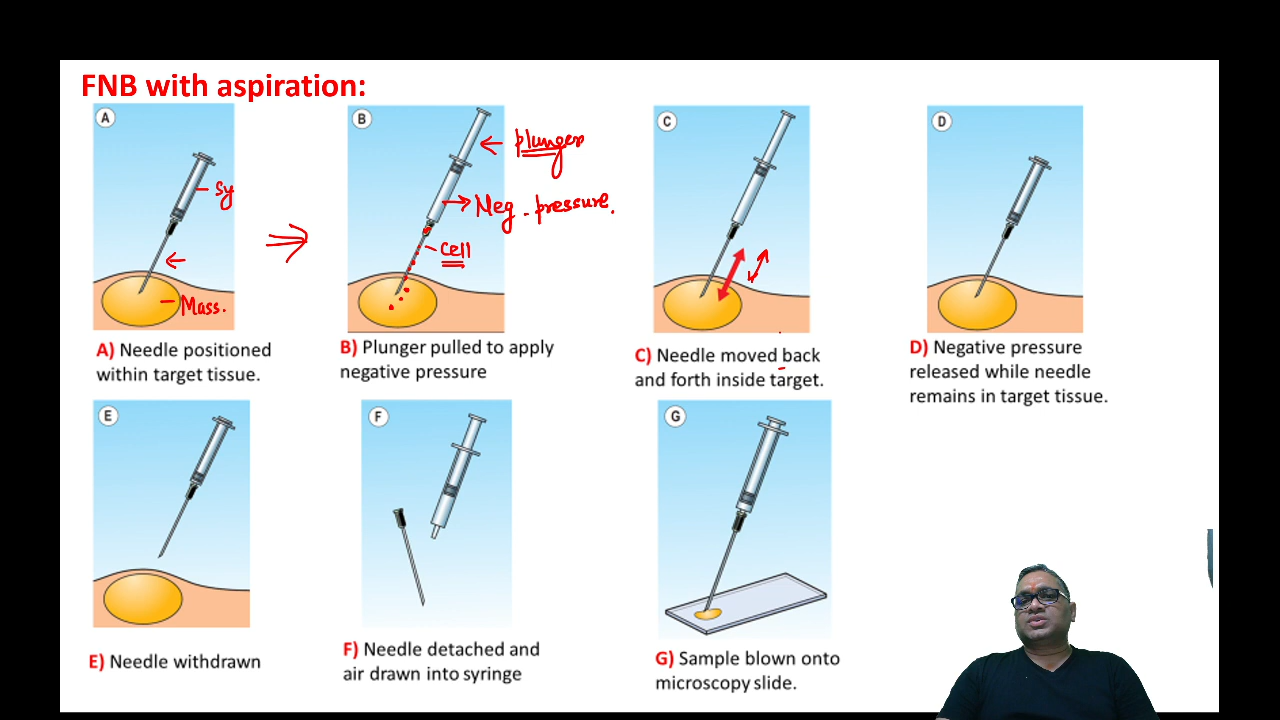 FNB with aspiration:
A
Sy
Mass.
A) Needle positioned
within target tissue.
B
plunger
Neg. pressure.
Cell
B) Plunger pulled to apply
negative pressure
C
C) Needle moved back
and forth inside target.
D
D) Negative pressure
released while needle
remains in target tissue.
E
E) Needle withdrawn
F
F) Needle detached and
air drawn into syringe
G
G) Sample blown onto
microscopy slide.